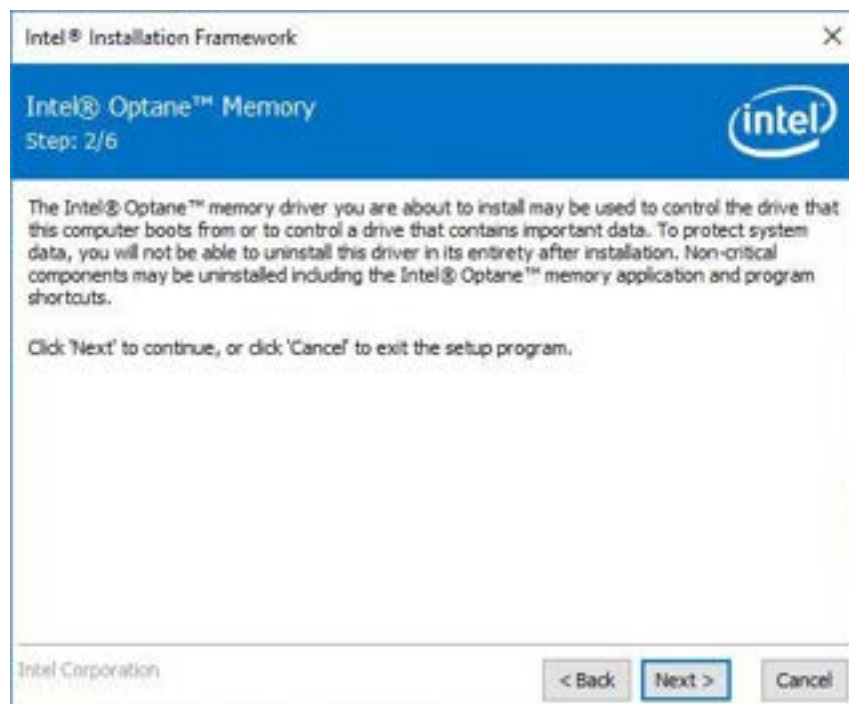 Intel® Installation Framework
Intel® Optane™ Memory
Step: 2/6
intel
The Intel® Optane™ memory driver you are about to install may be used to control the drive that
this computer boots from or to control a drive that contains important data. To protect system
data, you will not be able to uninstall this driver in its entirety after installation. Non-critical
components may be uninstalled including the Intel® Optane™ memory application and program
shortcuts.
Click 'Next' to continue, or click 'Cancel' to exit the setup program.
Intel Corporation
< Back
Next >
Cancel